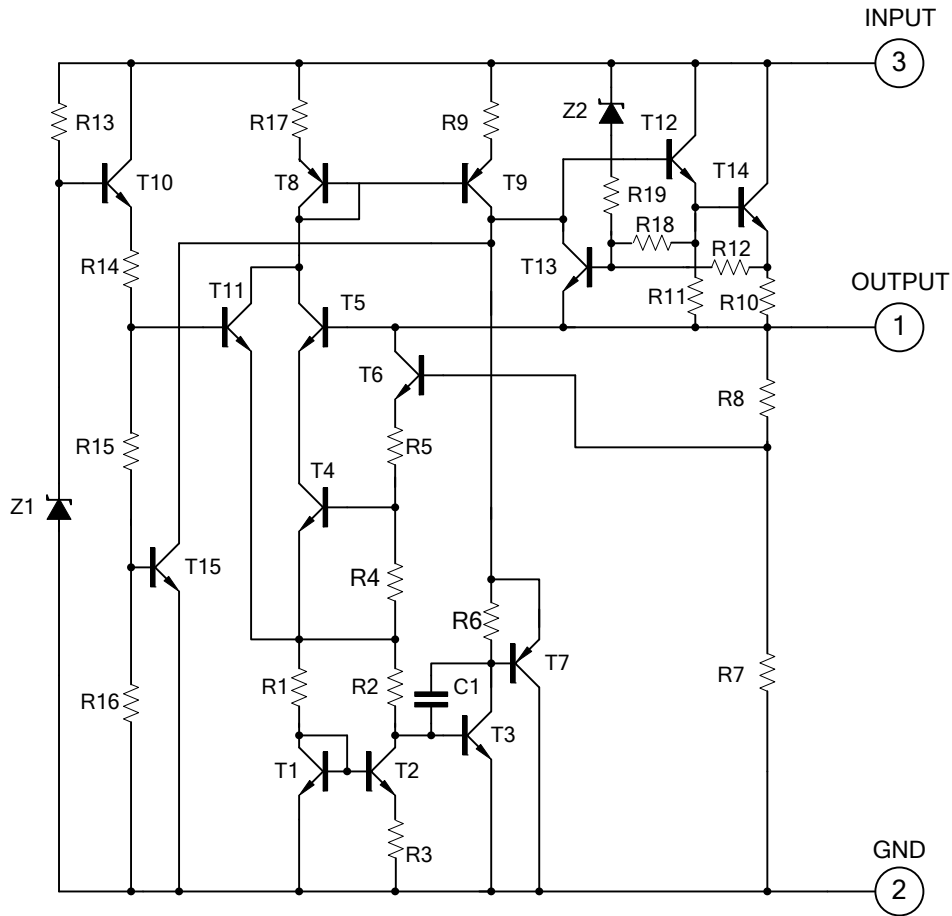 INPUT
3
R13
R17
R9
Z2
T12
T10
T8
T9
T14
R19
R18
R12
R14
T11
T5
T13
R11
R10
OUTPUT
1
T6
R8
R15
R5
T4
Z1
T15
R4
R6
T7
R16
R1
R2
C1
R7
T3
T1
T2
R3
GND
2